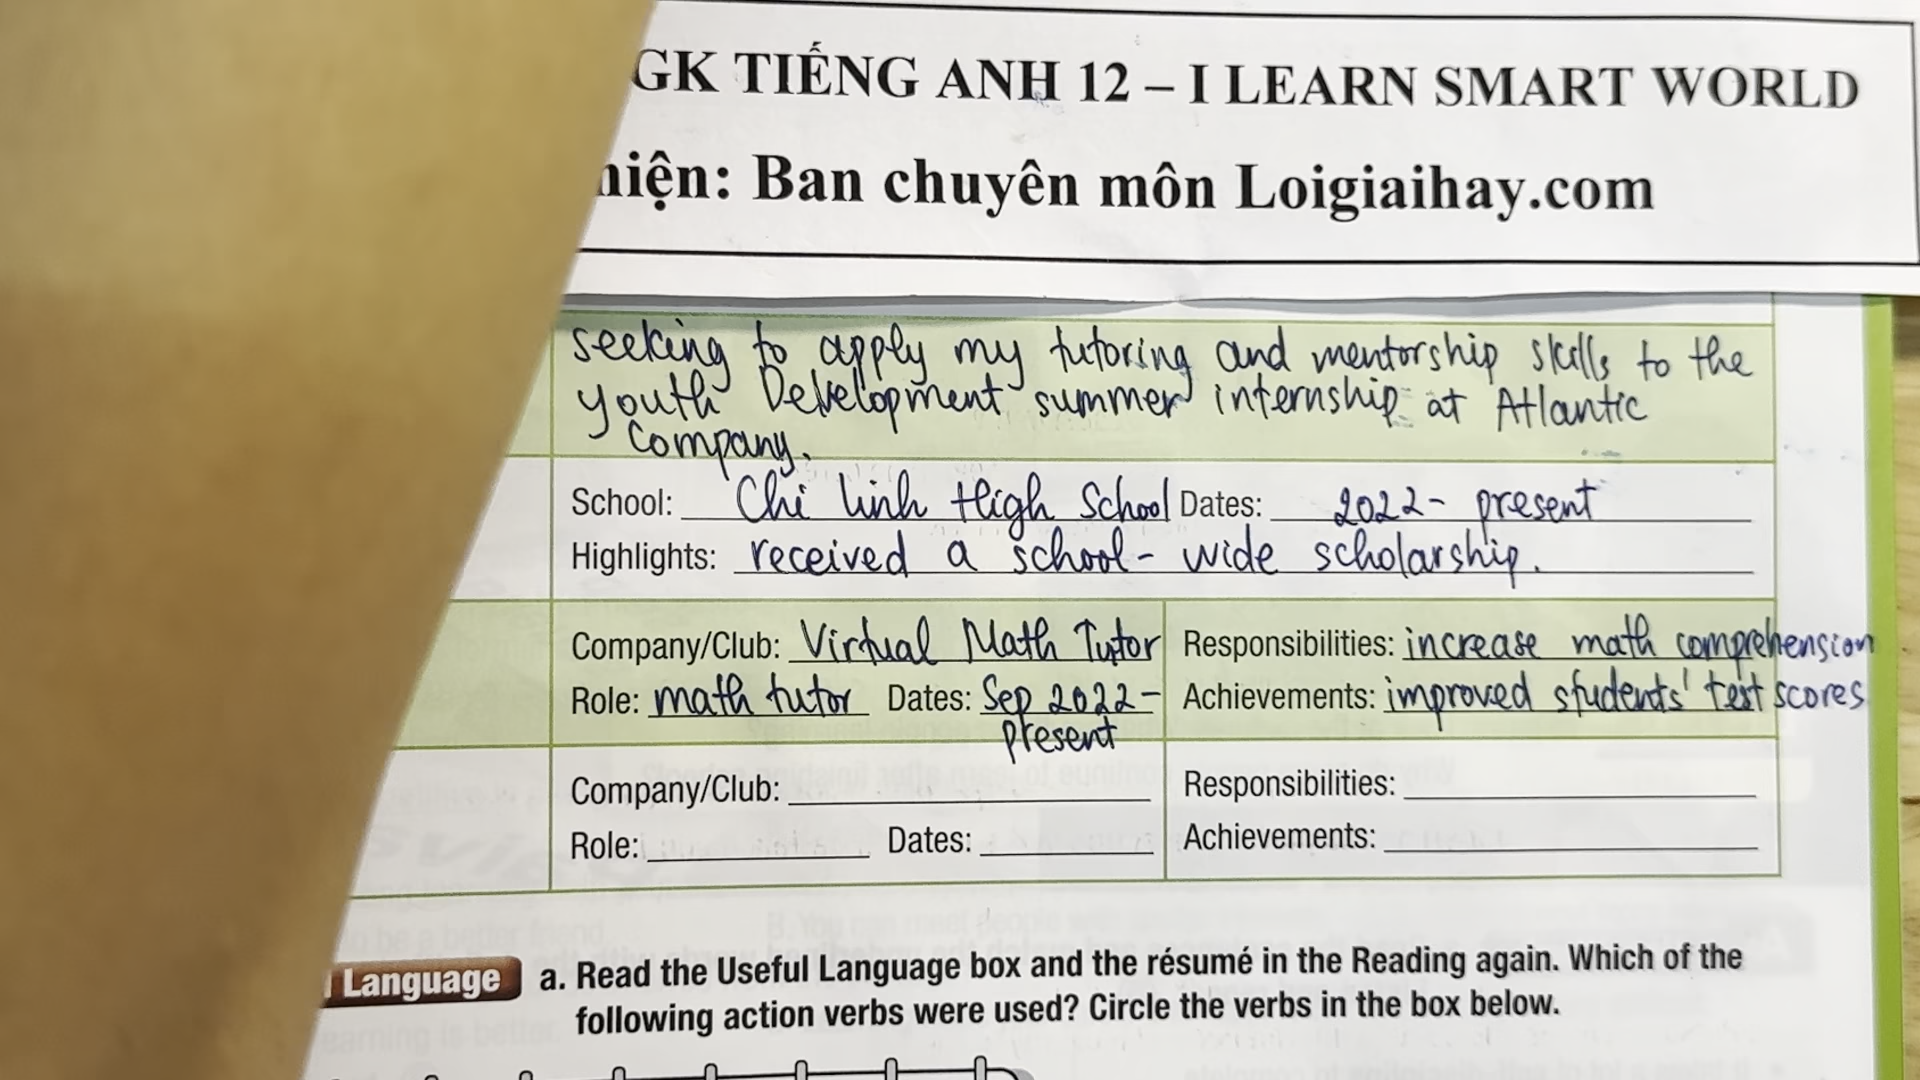 GK TIẾNG ANH 12 – I LEARN SMART WORLD
hiện: Ban chuyên môn Loigiaihay.com
seeking to apply my tutoring and mentorship skills to the
youth Development summer internship at Atlantic
Company.
School: Chi Linh High School Dates: 2022 - present
Highlights: received a school-wide scholarship.
Company/Club: Virtual Math Tutor Responsibilities: increase math comprehension
Role: math tutor Dates: Sep 2022 - Achievements: improved students' test scores
present
Company/Club: Responsibilities:
Role: Dates: Achievements:
Language a. Read the Useful Language box and the résumé in the Reading again. Which of the
following action verbs were used? Circle the verbs in the box below.